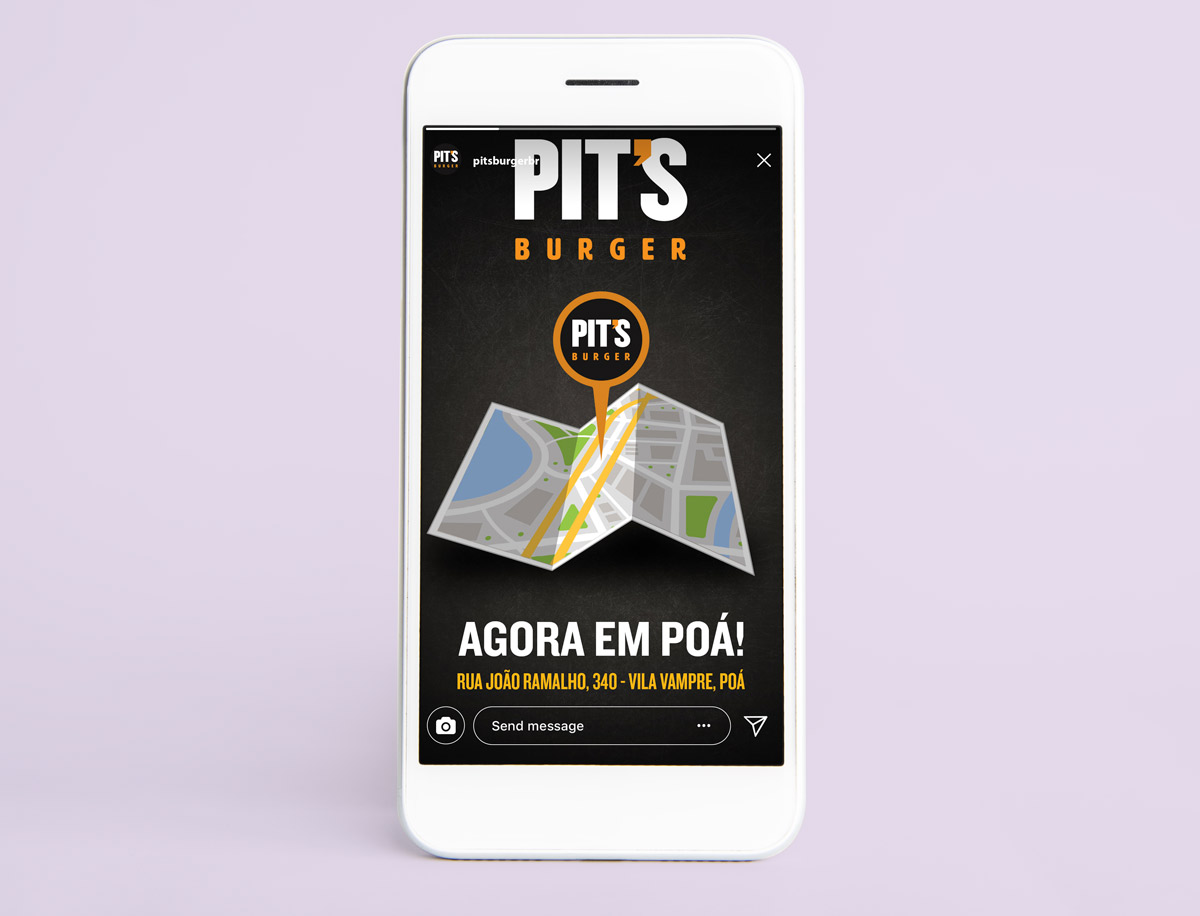 PIT'S
BURGER
pitsburgerbr
PIT'S
BURGER
PIT'S
BURGER
AGORA EM POÁ!
RUA JOÃO RAMALHO, 340 - VILA VAMPRE, POÁ
Send message